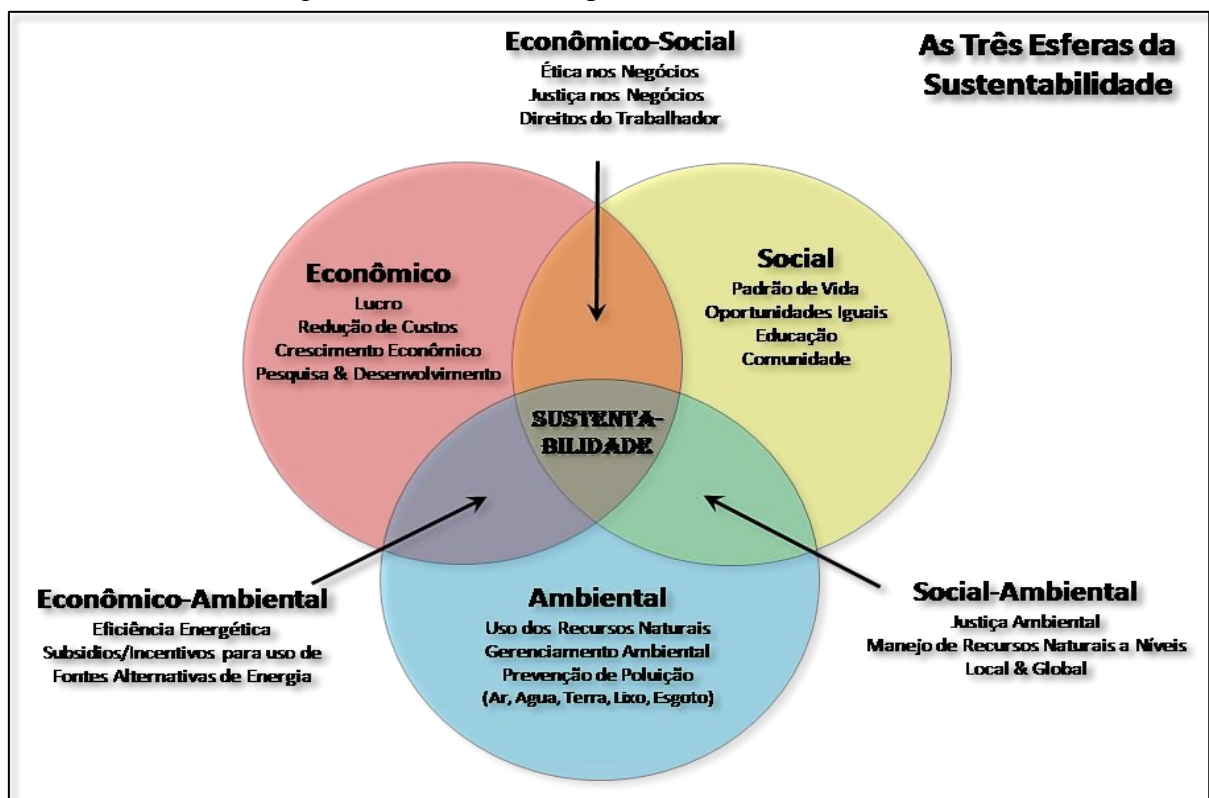 Econômico-Social
Ética nos Negócios
Justiça nos Negócios
Direitos do Trabalhador
As Três Esferas da
Sustentabilidade
Econômico
Lucro
Redução de Custos
Crescimento Econômico
Pesquisa & Desenvolvimento
Social
Padrão de Vida
Oportunidades Iguais
Educação
Comunidade
SUSTENTA-
BILIDADE
Econômico-Ambiental
Eficiência Energética
Subsidios/Incentivos para uso de
Fontes Alternativas de Energia
Ambiental
Uso dos Recursos Naturais
Gerenciamento Ambiental
Prevenção de Poluição
(Ar, Agua, Terra, Lixo, Esgoto)
Social-Ambiental
Justiça Ambiental
Manejo de Recursos Naturais a Níveis
Local & Global